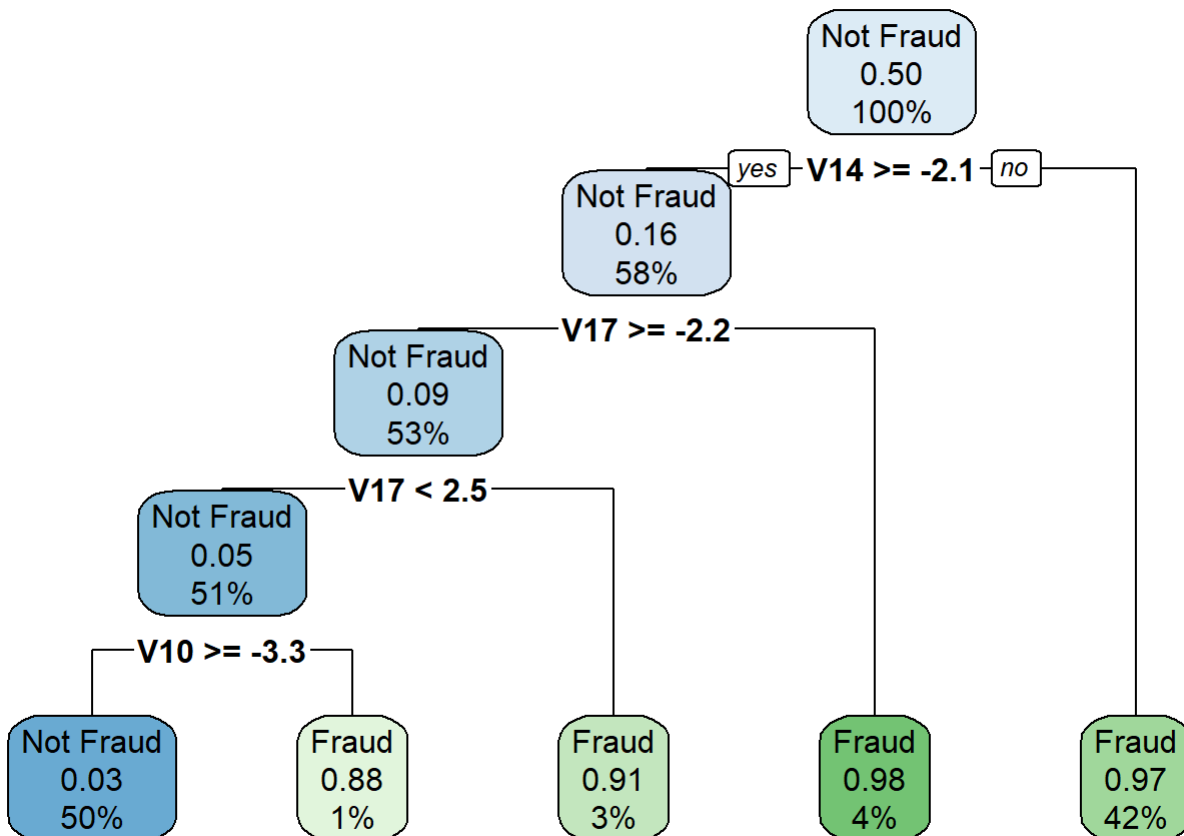 Not Fraud
0.50
100%
yes V14 >= -2.1 no
Not Fraud
0.16
58%
V17 >= -2.2
Not Fraud
0.09
53%
V17 < 2.5
Not Fraud
0.05
51%
V10 >= -3.3
Not Fraud
0.03
50%
Fraud
0.88
1%
Fraud
0.91
3%
Fraud
0.98
4%
Fraud
0.97
42%